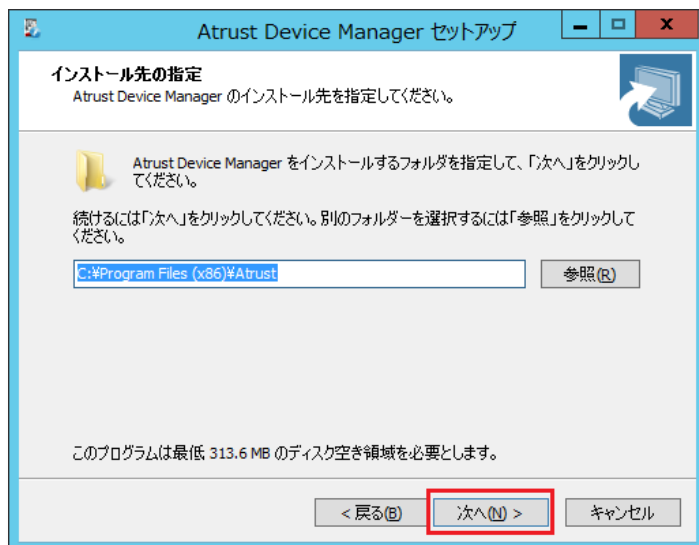 Atrust Device Manager セットアップ
インストール先の指定
Atrust Device Manager のインストール先を指定してください。
Atrust Device Manager をインストールするフォルダを指定して、「次へ」をクリックし
てください。
続けるには「次へ」をクリックしてください。別のフォルダーを選択するには「参照」をクリックして
ください。
C:¥Program Files (x86)¥Atrust
参照(R)
このプログラムは最低 313.6 MB のディスク空き領域を必要とします。
< 戻る(B)
次へ(N) >
キャンセル